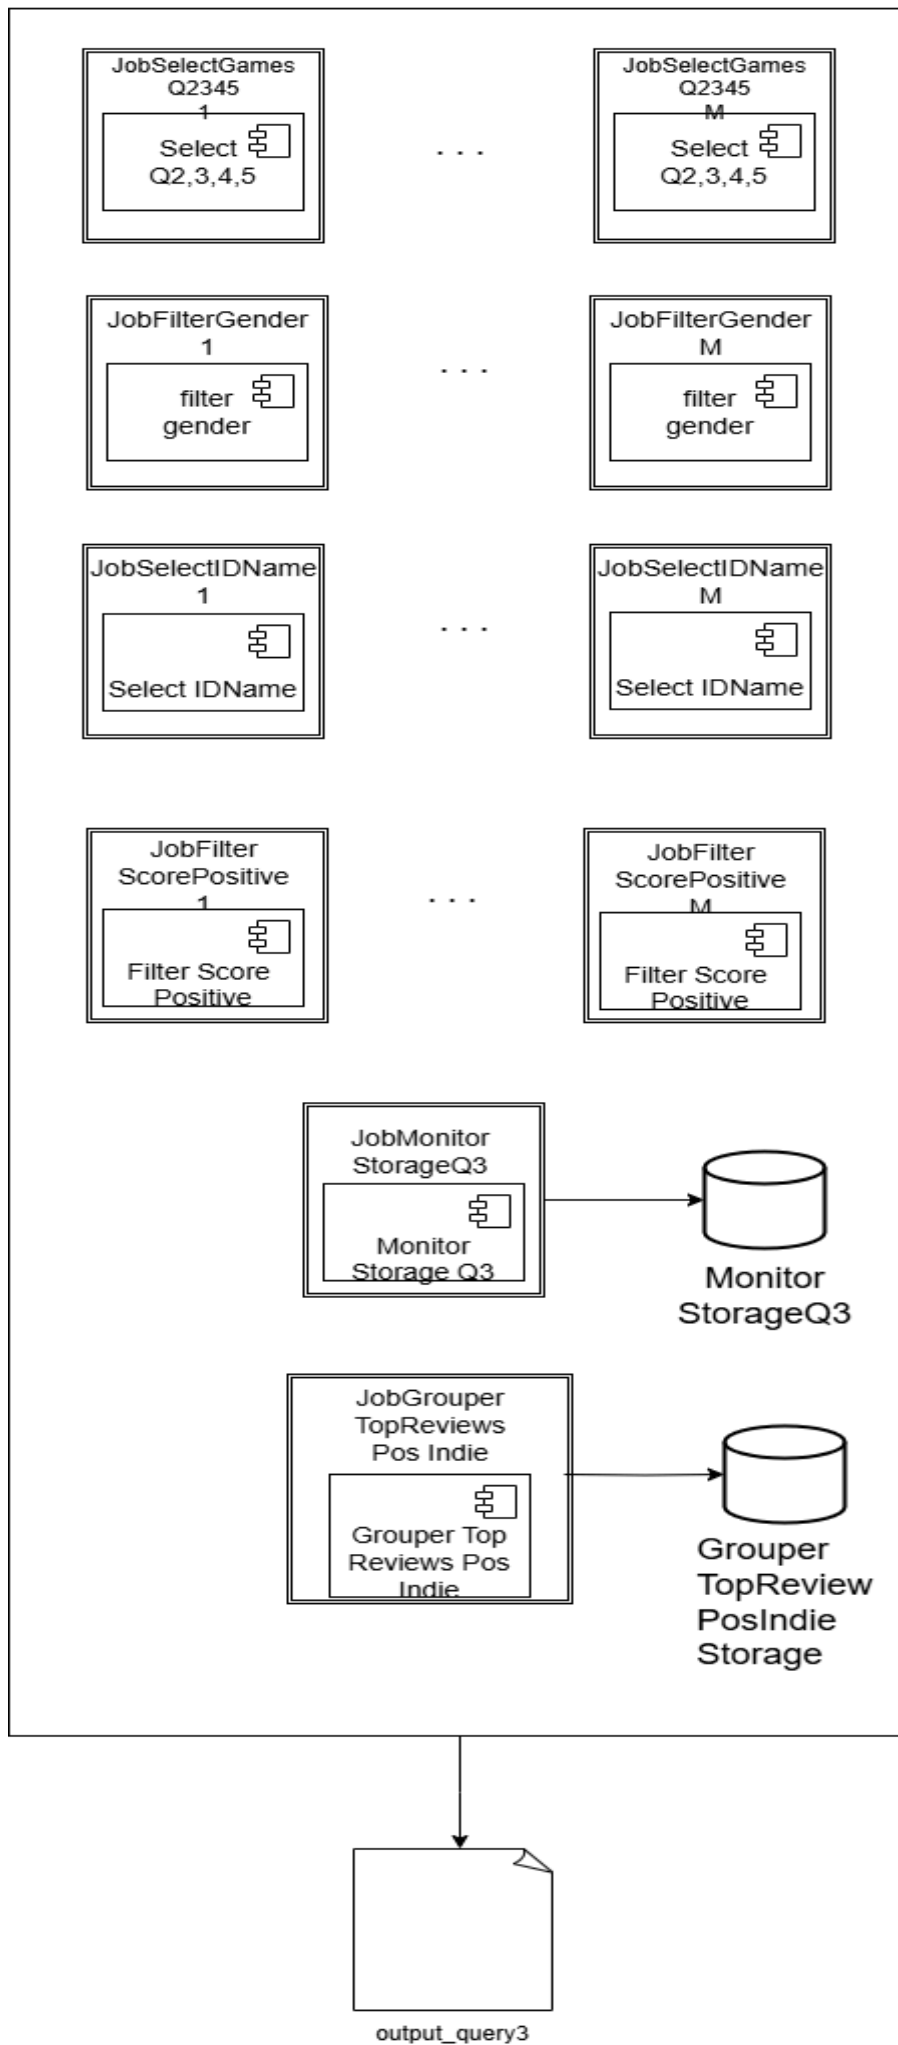 JobSelectGames
Q2345
1
Select
Q2,3,4,5
. . .
JobSelectGames
Q2345
M
Select
Q2,3,4,5
JobFilterGender
1
filter
gender
. . .
JobFilterGender
M
filter
gender
JobSelectIDName
1
Select IDName
. . .
JobSelectIDName
M
Select IDName
JobFilter
ScorePositive
1
Filter Score
Positive
. . .
JobFilter
ScorePositive
M
Filter Score
Positive
JobMonitor
StorageQ3
Monitor
Storage Q3
Monitor
StorageQ3
JobGrouper
TopReviews
Pos Indie
Grouper Top
Reviews Pos
Indie
Grouper
TopReview
PosIndie
Storage
output_query3